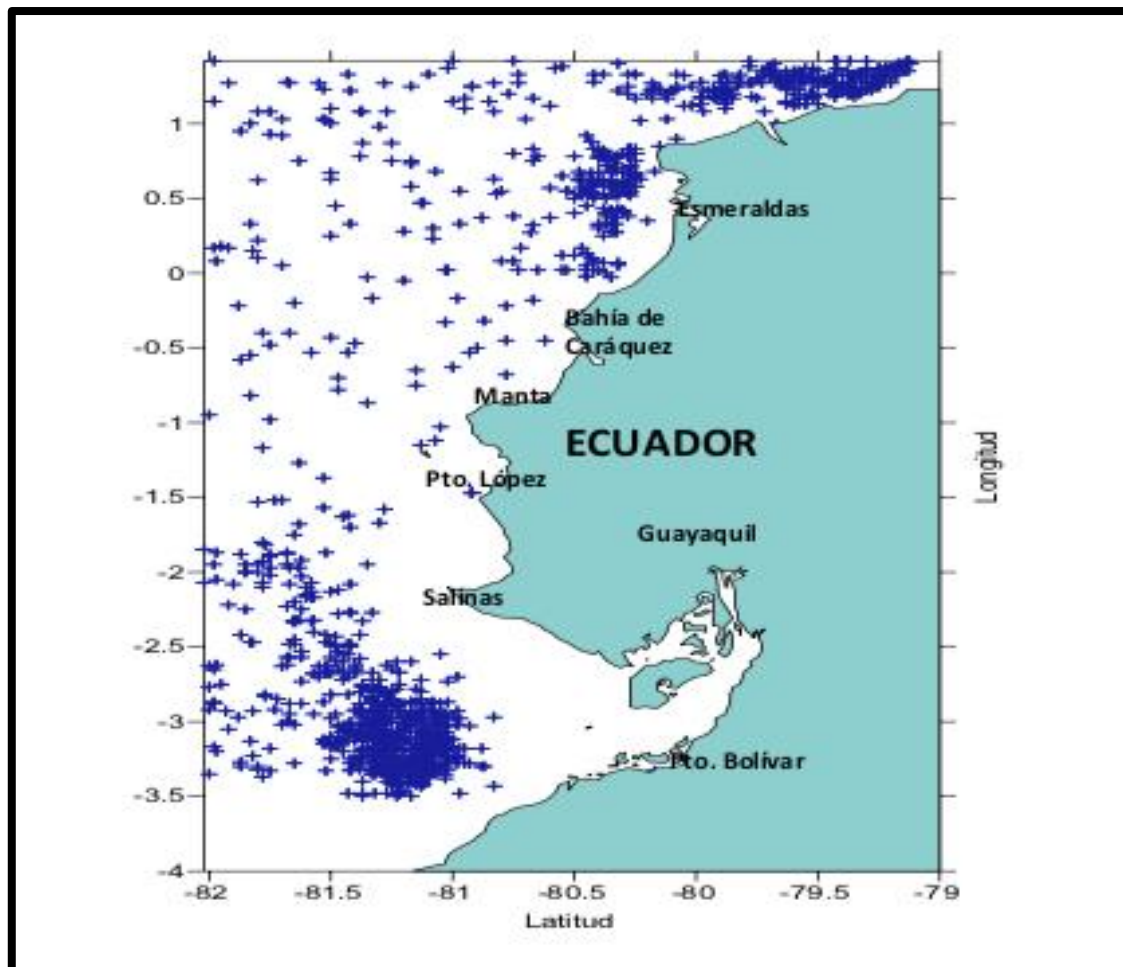 1
0.5
Esmeraldas
0
Bahía de
Caráquez
-0.5
Manta
-1
ECUADOR
Longitud
Pto. López
-1.5
Guayaquil
-2
Salinas
-2.5
-3
Pto. Bolívar
-3.5
-4
-82 -81.5 -81 -80.5 -80 -79.5 -79
Latitud